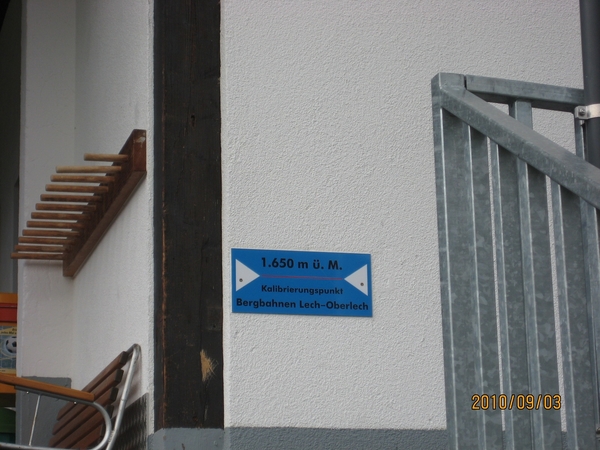 1.650 m ü. M.
Kalibrierungspunkt
Bergbahnen Lech-Oberlech
2010/09/03